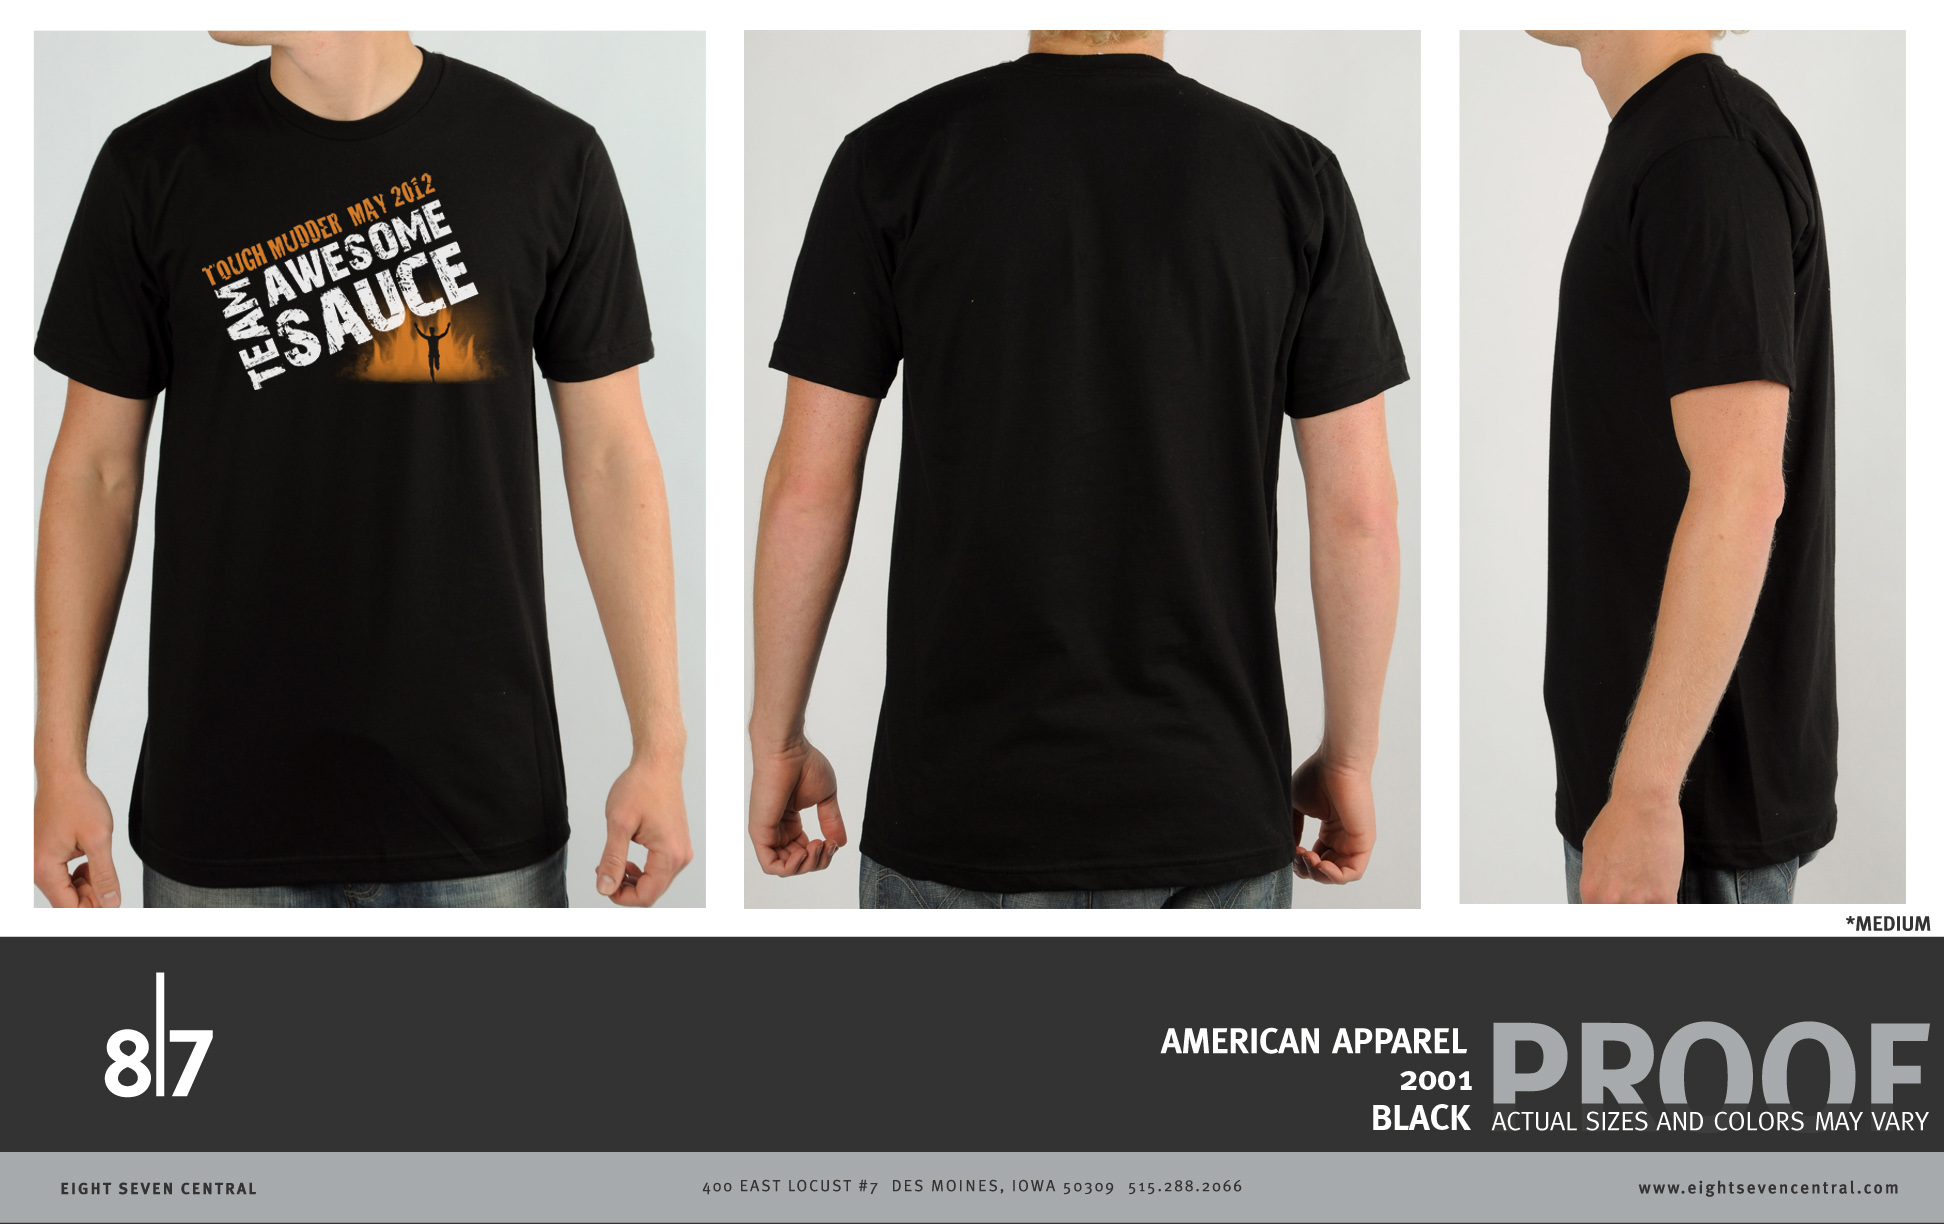 TOUGH MUDDER MAY 2012
TEAM
AWESOME
SAUCE
*MEDIUM
8|7
AMERICAN APPAREL
2001
BLACK
PROOF
ACTUAL SIZES AND COLORS MAY VARY
EIGHT SEVEN CENTRAL
400 EAST LOCUST #7 DES MOINES, IOWA 50309 515.288.2066
www.eightsevencentral.com